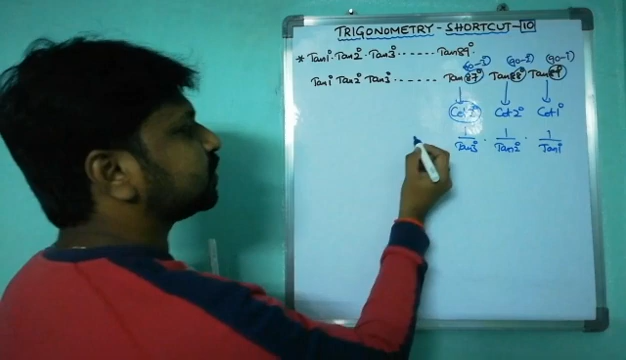 TRIGONOMETRY - SHORTCUT - 10
* Tan1° . Tan2° . Tan3° ...... Tan89°.
(90-3) (90-2) (90-1)
Tan1° Tan2° Tan3° ...... Tan87° Tan88° Tan89°
Cot3° Cot2° Cot1°
1/Tan3° . 1/Tan2° . 1/Tan1°